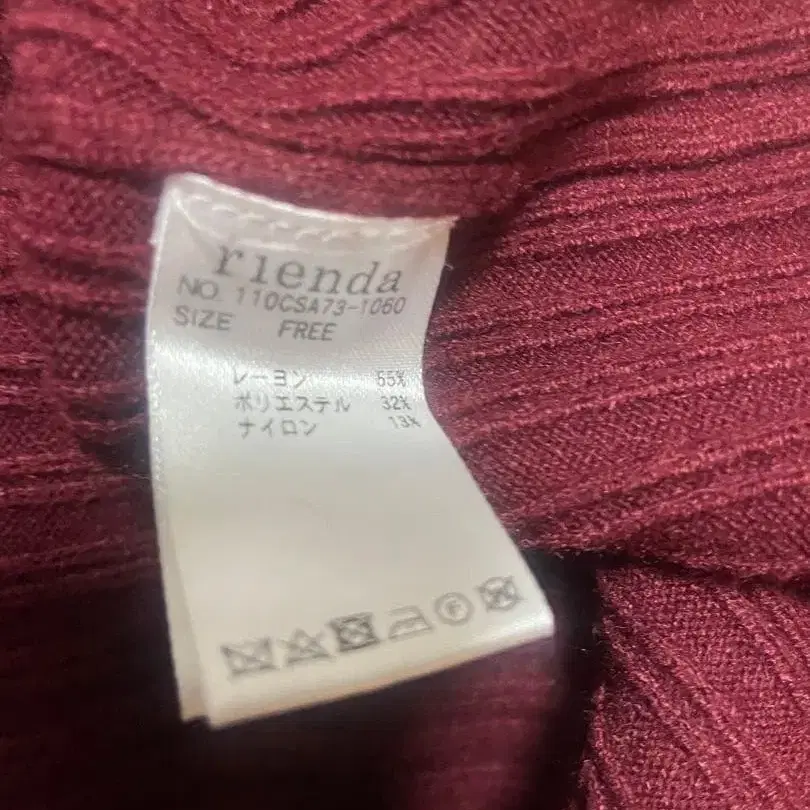 rienda
NO. 110CSA73-1060
SIZE FREE
レーヨン 55%
ポリエステル 32%
ナイロン 13%
F